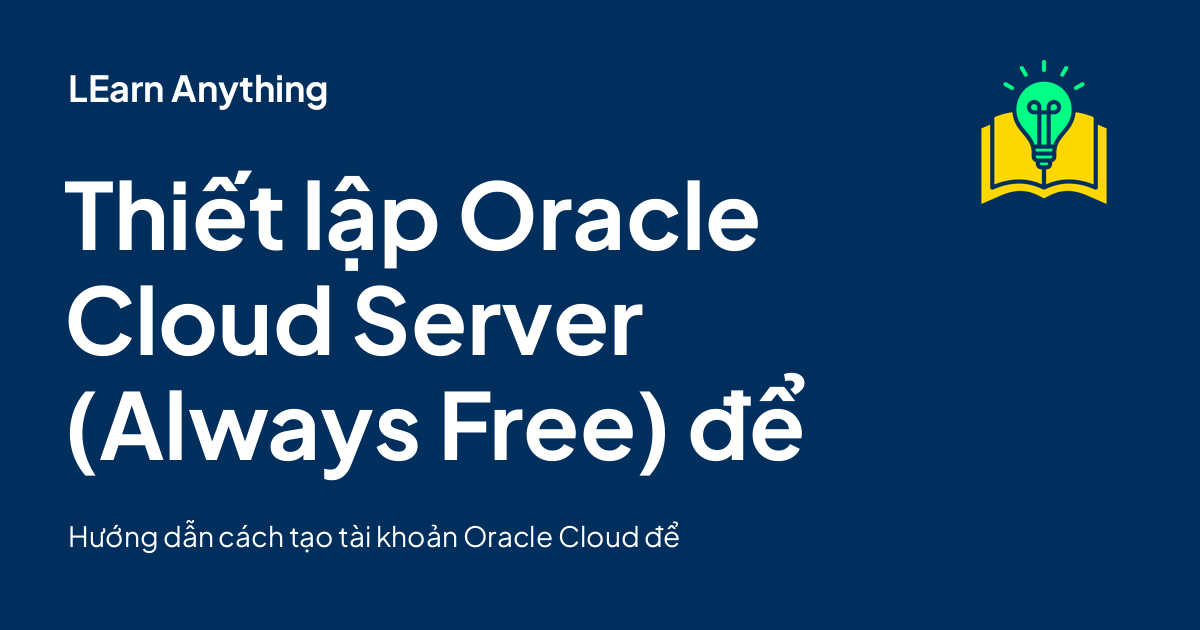 LEarn Anything
Thiết lập Oracle
Cloud Server
(Always Free) để
Hướng dẫn cách tạo tài khoản Oracle Cloud để